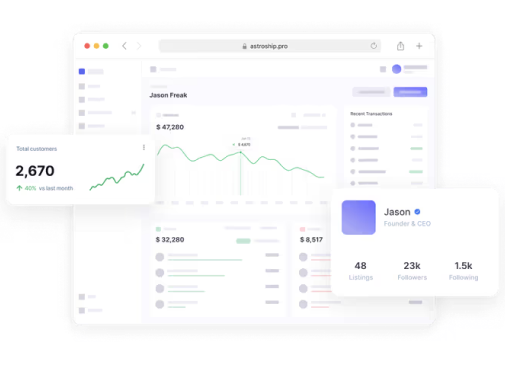 astroship.pro
Jason Freak
$ 47,280
Recent Transactions
Total customers
2,670
40% vs last month
Jason
Founder & CEO
48
23k
1.5k
Listings
Followers
Following
$ 32,280
$ 8,517